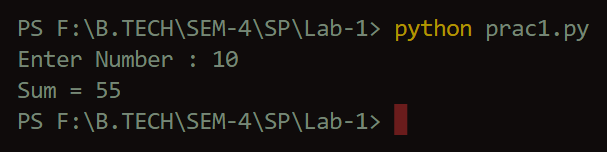 PS F:\B.TECH\SEM-4\SP\Lab-1> python prac1.py
Enter Number : 10
Sum = 55
PS F:\B.TECH\SEM-4\SP\Lab-1>